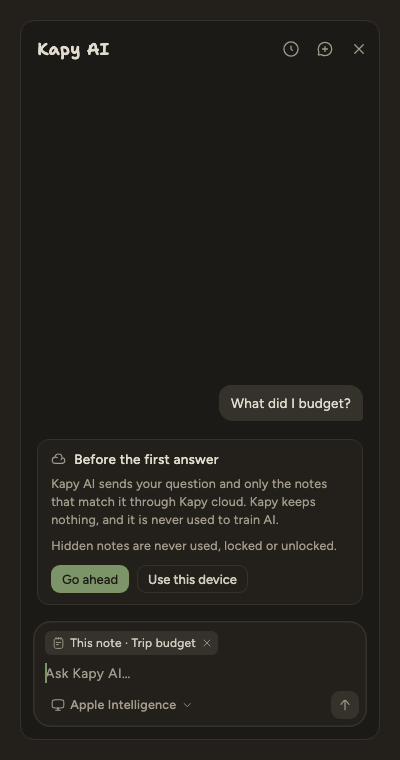 Kapy AI
What did I budget?
Before the first answer
Kapy AI sends your question and only the notes
that match it through Kapy cloud. Kapy keeps
nothing, and it is never used to train AI.
Hidden notes are never used, locked or unlocked.
Go ahead
Use this device
This note · Trip budget
Ask Kapy AI...
Apple Intelligence